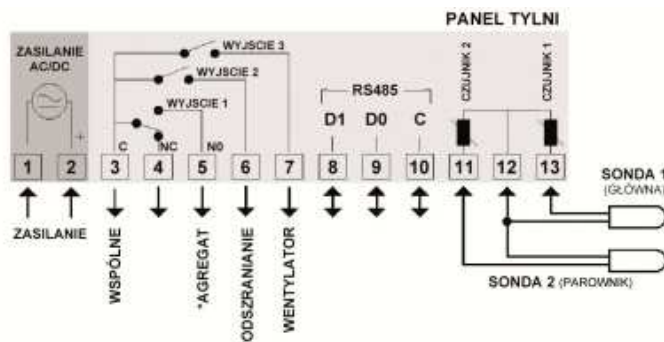 PANEL TYLNI
ZASILANIE
AC/DC
+
WYJSCIE 3
WYJSCIE 2
WYJSCIE 1
C
NC
N0
RS485
D1
D0
C
CZUJNIK 2
CZUJNIK 1
1
2
3
4
5
6
7
8
9
10
11
12
13
ZASILANIE
WSPÓLNE
*AGREGAT
ODSZRANIANIE
WENTYLATOR
SONDA 1
(GŁÓWNA)
SONDA 2 (PAROWNIK)